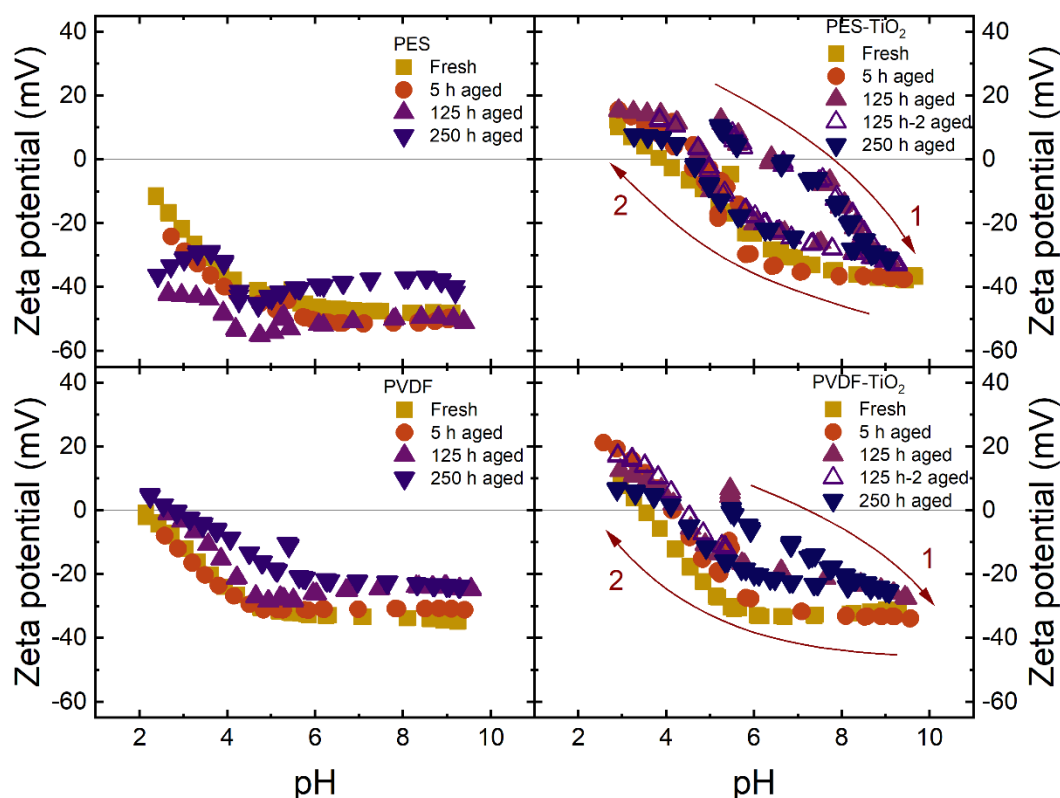 40
20
0
-20
-40
-60
Zeta potential (mV)
PES
Fresh
5 h aged
125 h aged
250 h aged
PES-TiO₂
Fresh
5 h aged
125 h aged
125 h-2 aged
250 h aged
1
2
40
20
0
-20
-40
-60
Zeta potential (mV)
40
20
0
-20
-40
-60
Zeta potential (mV)
PVDF
Fresh
5 h aged
125 h aged
250 h aged
PVDF-TiO₂
Fresh
5 h aged
125 h aged
125 h-2 aged
250 h aged
1
2
40
20
0
-20
-40
-60
Zeta potential (mV)
2 4 6 8 10
2 4 6 8 10
pH
pH